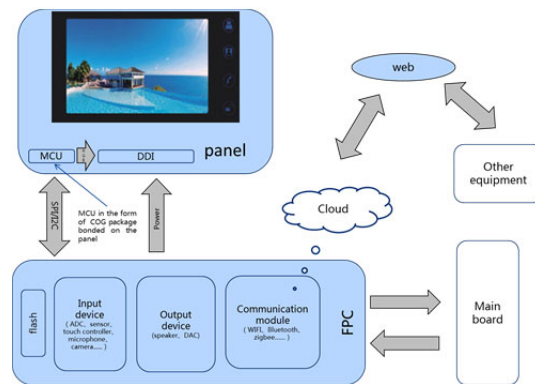 web
panel
MCU
DDI
Other
equipment
MCU in the form
of COG package
bonded on the
panel
SPI/I2C
Power
Cloud
flash
Input
device
( ADC、sensor,
touch controller,
microphone,
camera...... )
Output
device
(speaker、DAC)
Communication
module
( WIFI、Bluetooth,
zigbee...... )
FPC
Main
board